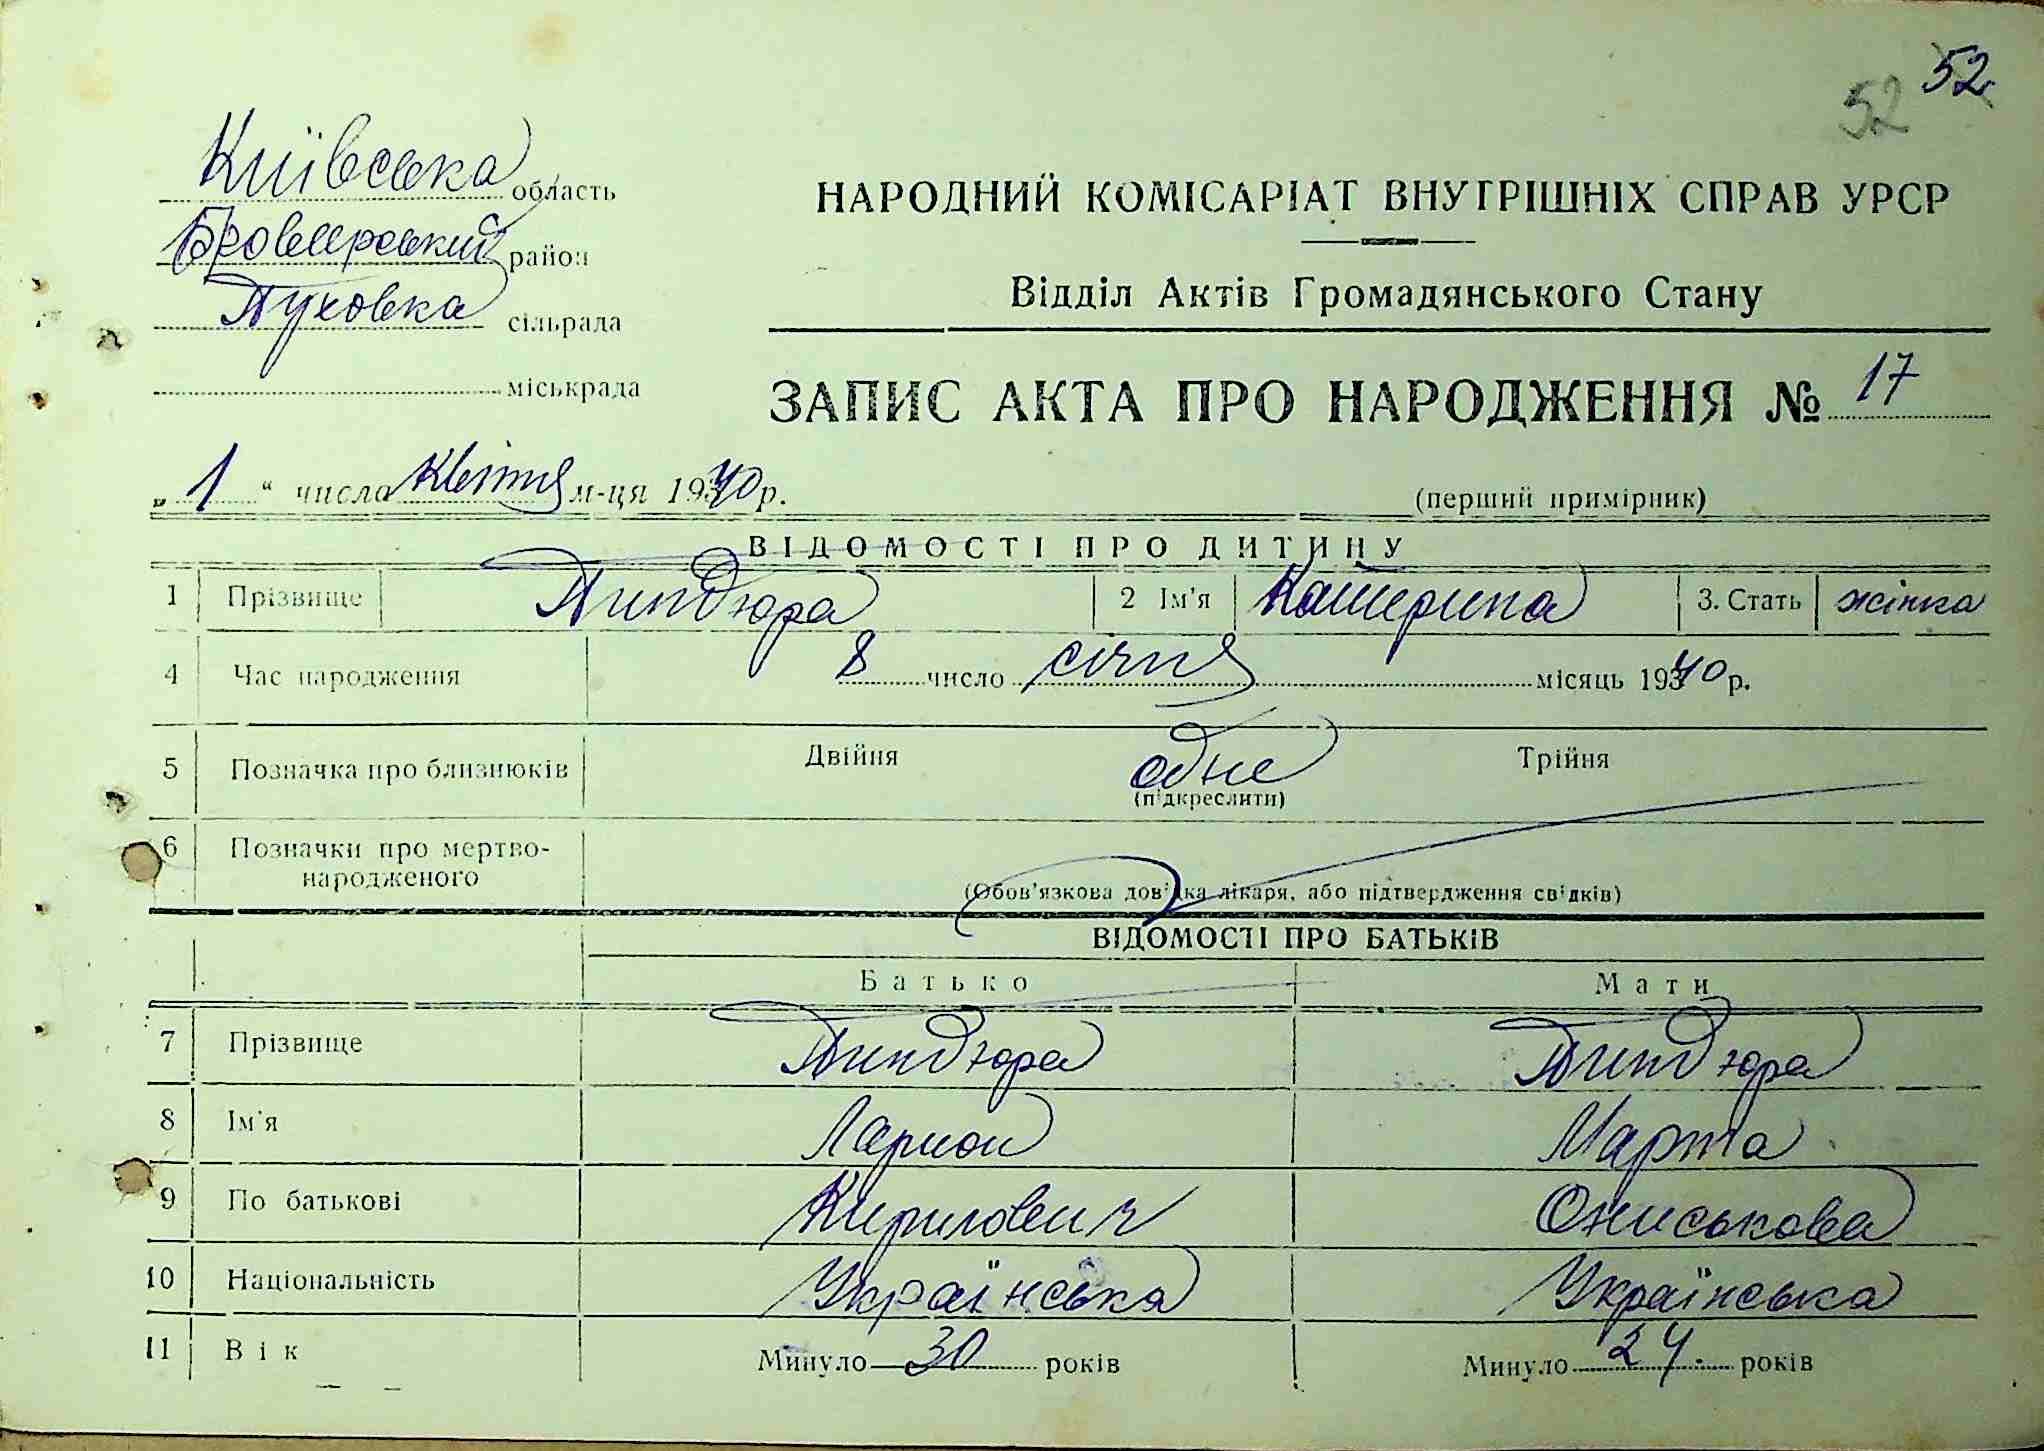 52
52
Київська область
Броварський район
Пуховка сільрада
міськрада
НАРОДНИЙ КОМІСАРІАТ ВНУТРІШНІХ СПРАВ УРСР
Відділ Актів Громадянського Стану
ЗАПИС АКТА ПРО НАРОДЖЕННЯ № 17
„ 1 “ числа квітня м-ця 1940 р.
(перший примірник)
ВІДОМОСТІ ПРО ДИТИНУ
1 Прізвище Пиндюра 2 Ім'я Катерина 3. Стать жінка
4 Час народження 8 число січня місяць 1940 р.
5 Позначка про близнюків Двійня одне Трійня
(підкреслити)
6 Позначки про мертво-
народженого
(Обов'язкова довідка лікаря, або підтвердження свідків)
ВІДОМОСТІ ПРО БАТЬКІВ
Батько Мати
7 Прізвище Пиндюра Пиндюра
8 Ім'я Ларион Марта
9 По батькові Кирилович Ониськова
10 Національність Українська Українська
11 Вік Минуло 30 років Минуло 24 років